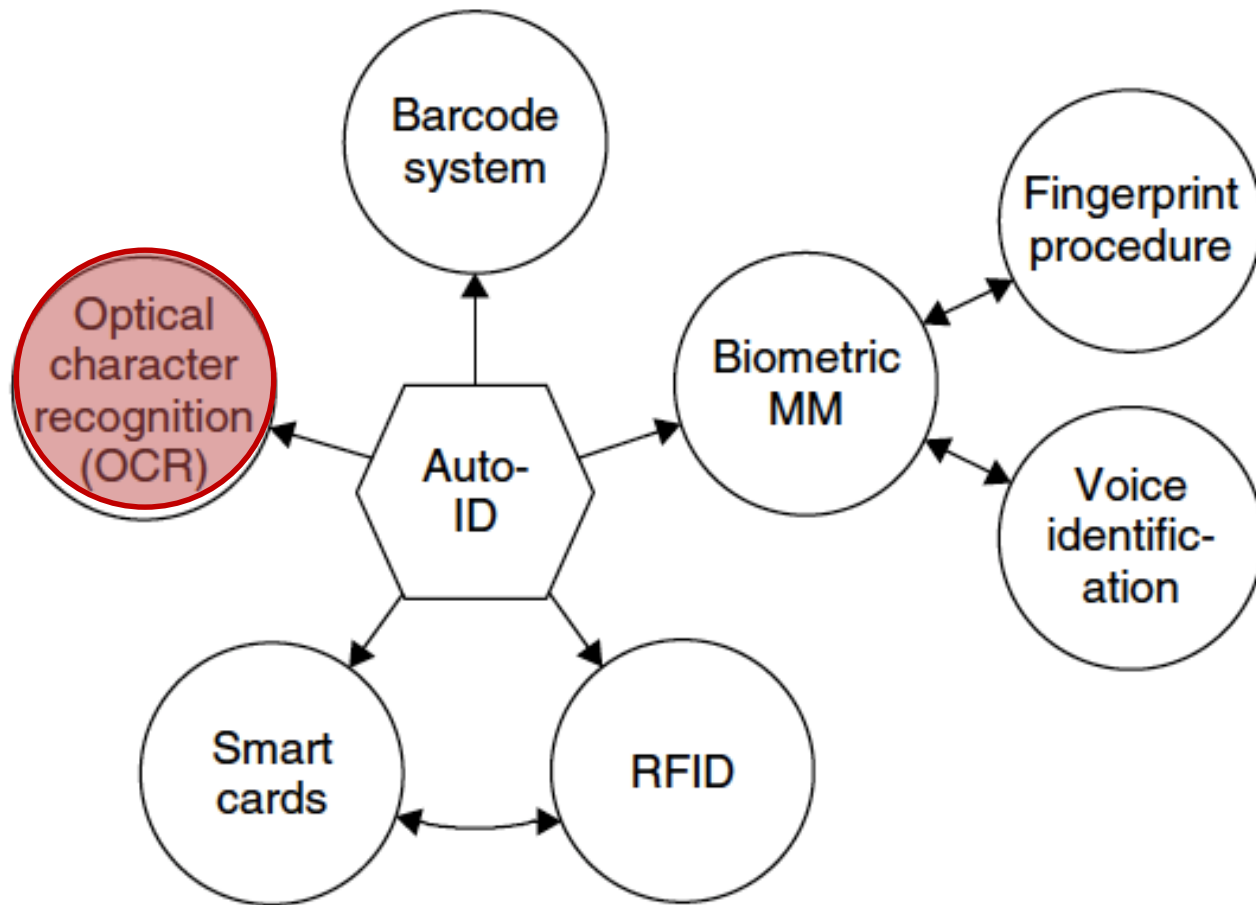 Barcode
system
Fingerprint
procedure
Optical
character
recognition
(OCR)
Biometric
MM
Auto-
ID
Voice
identific-
ation
Smart
cards
RFID